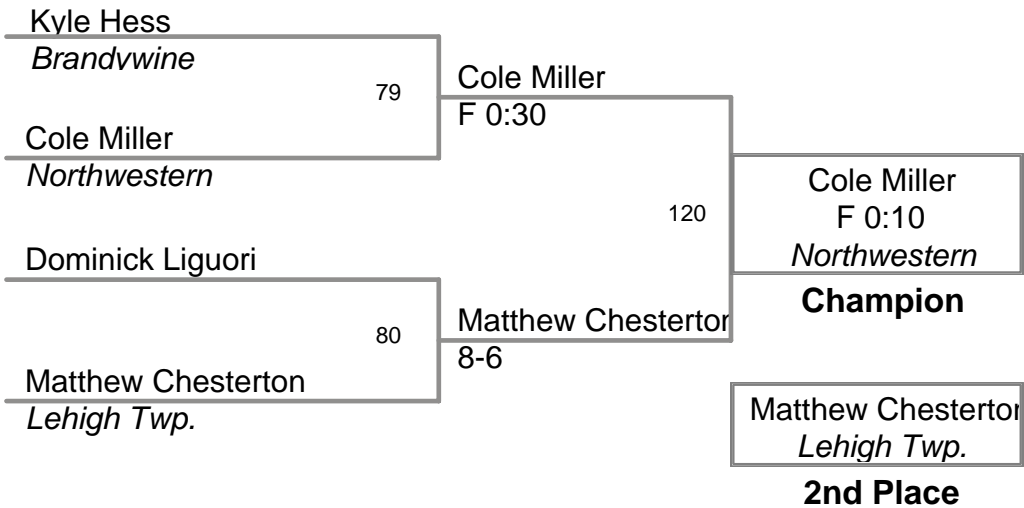 Kyle Hess
Brandywine
79
Cole Miller
F 0:30
Cole Miller
Northwestern
120
Cole Miller
F 0:10
Northwestern
Champion
Dominick Liguori
80
Matthew Chesterton
8-6
Matthew Chesterton
Lehigh Twp.
Matthew Chesterton
Lehigh Twp.
2nd Place